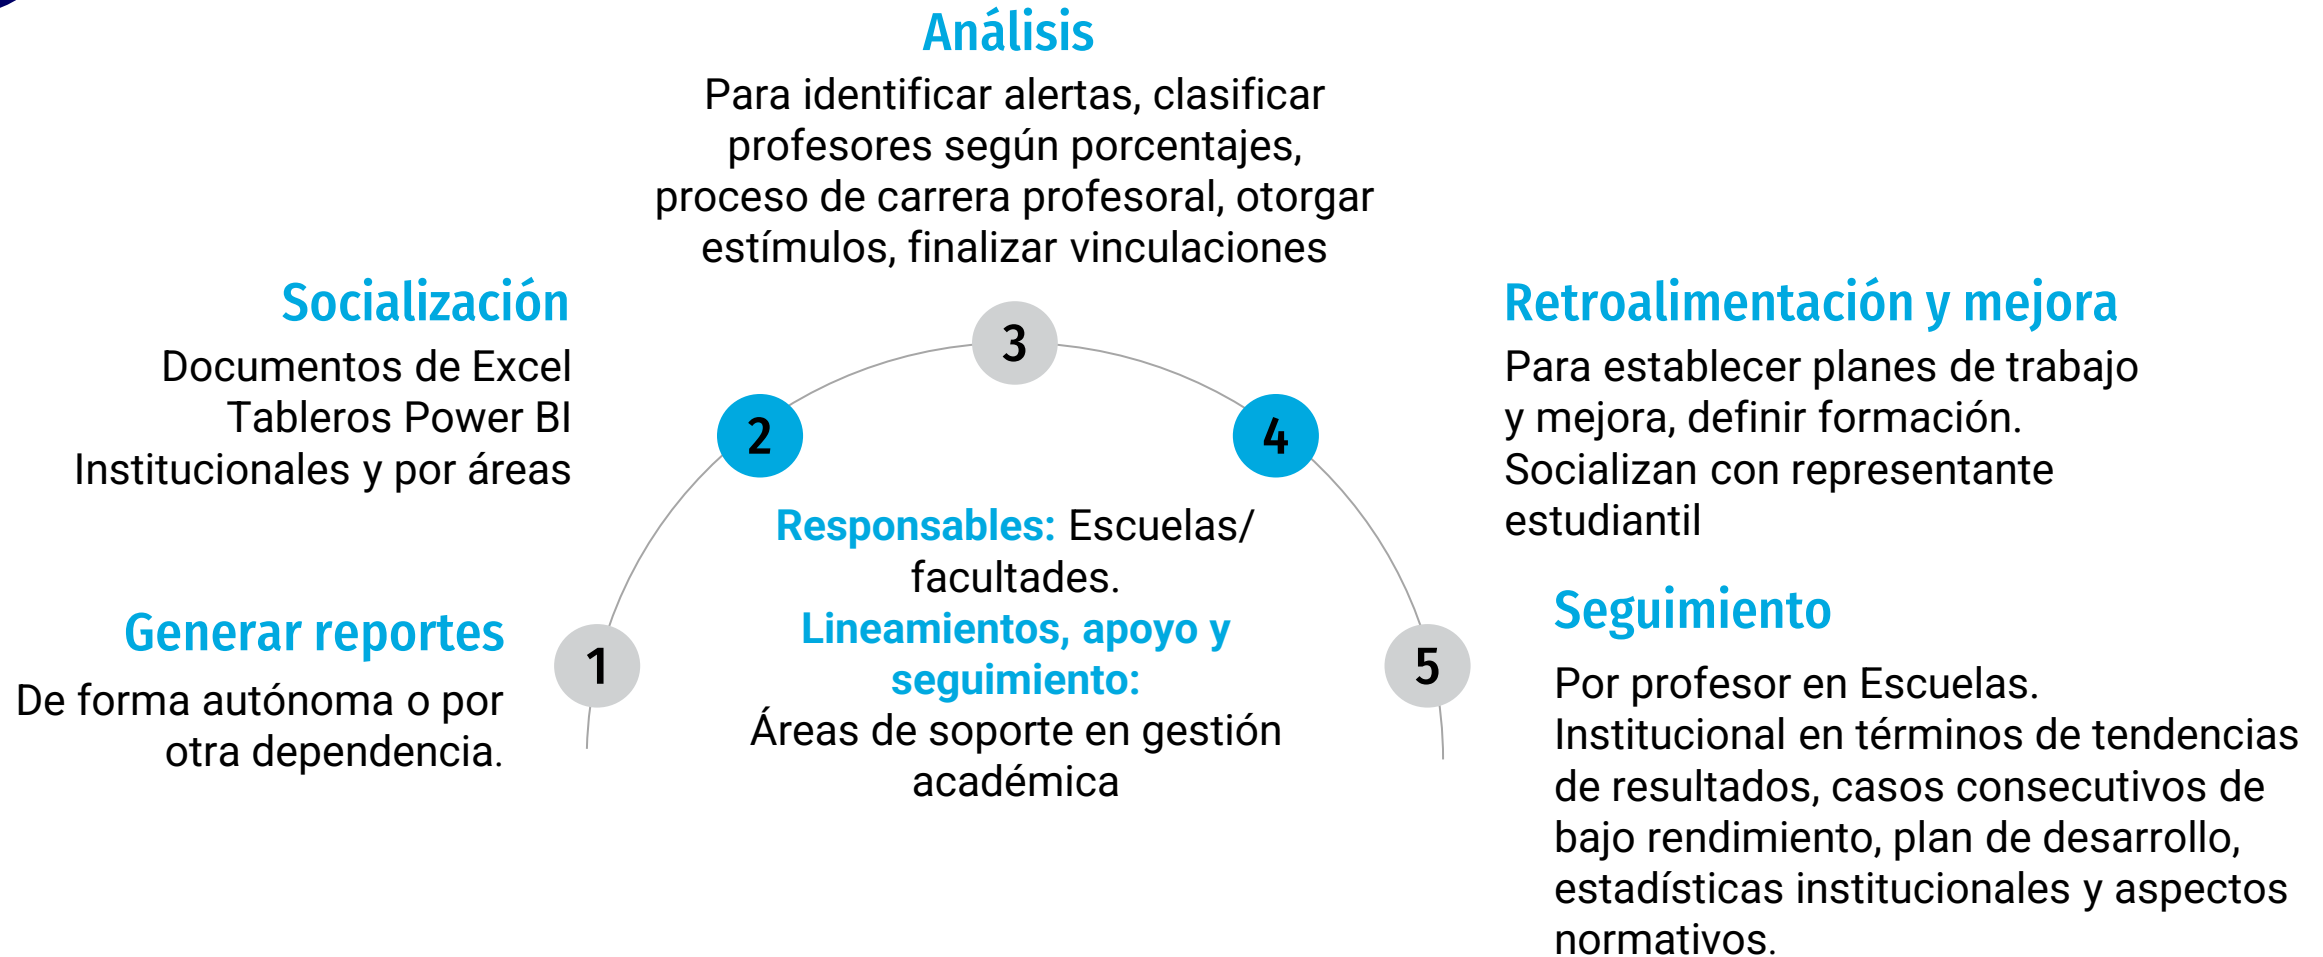 Análisis
Para identificar alertas, clasificar
profesores según porcentajes,
proceso de carrera profesoral, otorgar
estímulos, finalizar vinculaciones
Socialización
Documentos de Excel
Tableros Power BI
Institucionales y por áreas
Retroalimentación y mejora
Para establecer planes de trabajo
y mejora, definir formación.
Socializan con representante
estudiantil
3
2
4
Responsables: Escuelas/
facultades.
Lineamientos, apoyo y
seguimiento:
Áreas de soporte en gestión
académica
Generar reportes
De forma autónoma o por
otra dependencia.
1
5
Seguimiento
Por profesor en Escuelas.
Institucional en términos de tendencias
de resultados, casos consecutivos de
bajo rendimiento, plan de desarrollo,
estadísticas institucionales y aspectos
normativos.